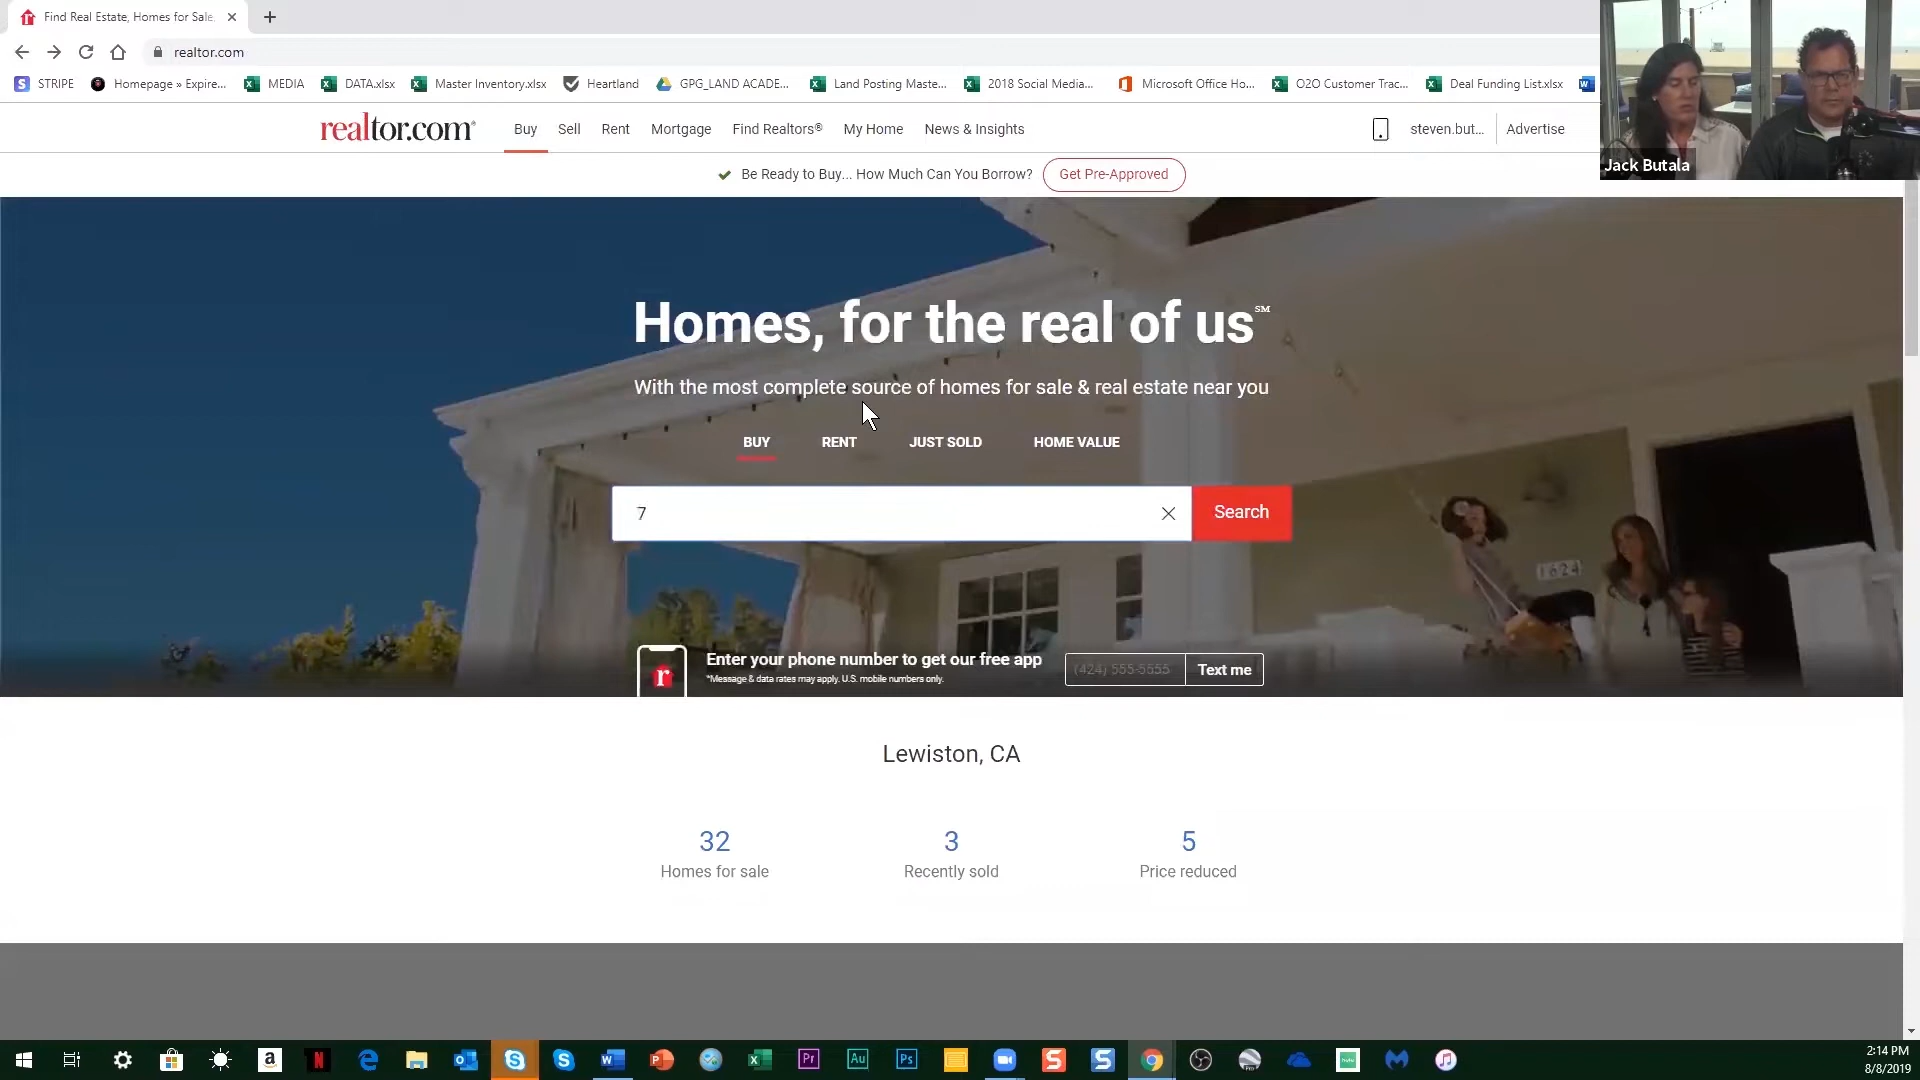 Find Real Estate, Homes for Sale,
realtor.com
STRIPE Homepage » Expire... MEDIA DATA.xlsx Master Inventory.xlsx Heartland GPG_LAND ACADE... Land Posting Maste... 2018 Social Media... Microsoft Office Ho... O2O Customer Trac... Deal Funding List.xlsx
realtor.com® Buy Sell Rent Mortgage Find Realtors® My Home News & Insights steven.but... Advertise
Jack Butala
Be Ready to Buy... How Much Can You Borrow? Get Pre-Approved
Homes, for the real of us℠
With the most complete source of homes for sale & real estate near you
BUY RENT JUST SOLD HOME VALUE
7 Search
1624
Enter your phone number to get our free app (424) 555-5555 Text me
*Message & data rates may apply. U.S. mobile numbers only.
Lewiston, CA
32 3 5
Homes for sale Recently sold Price reduced
2:14 PM
8/8/2019